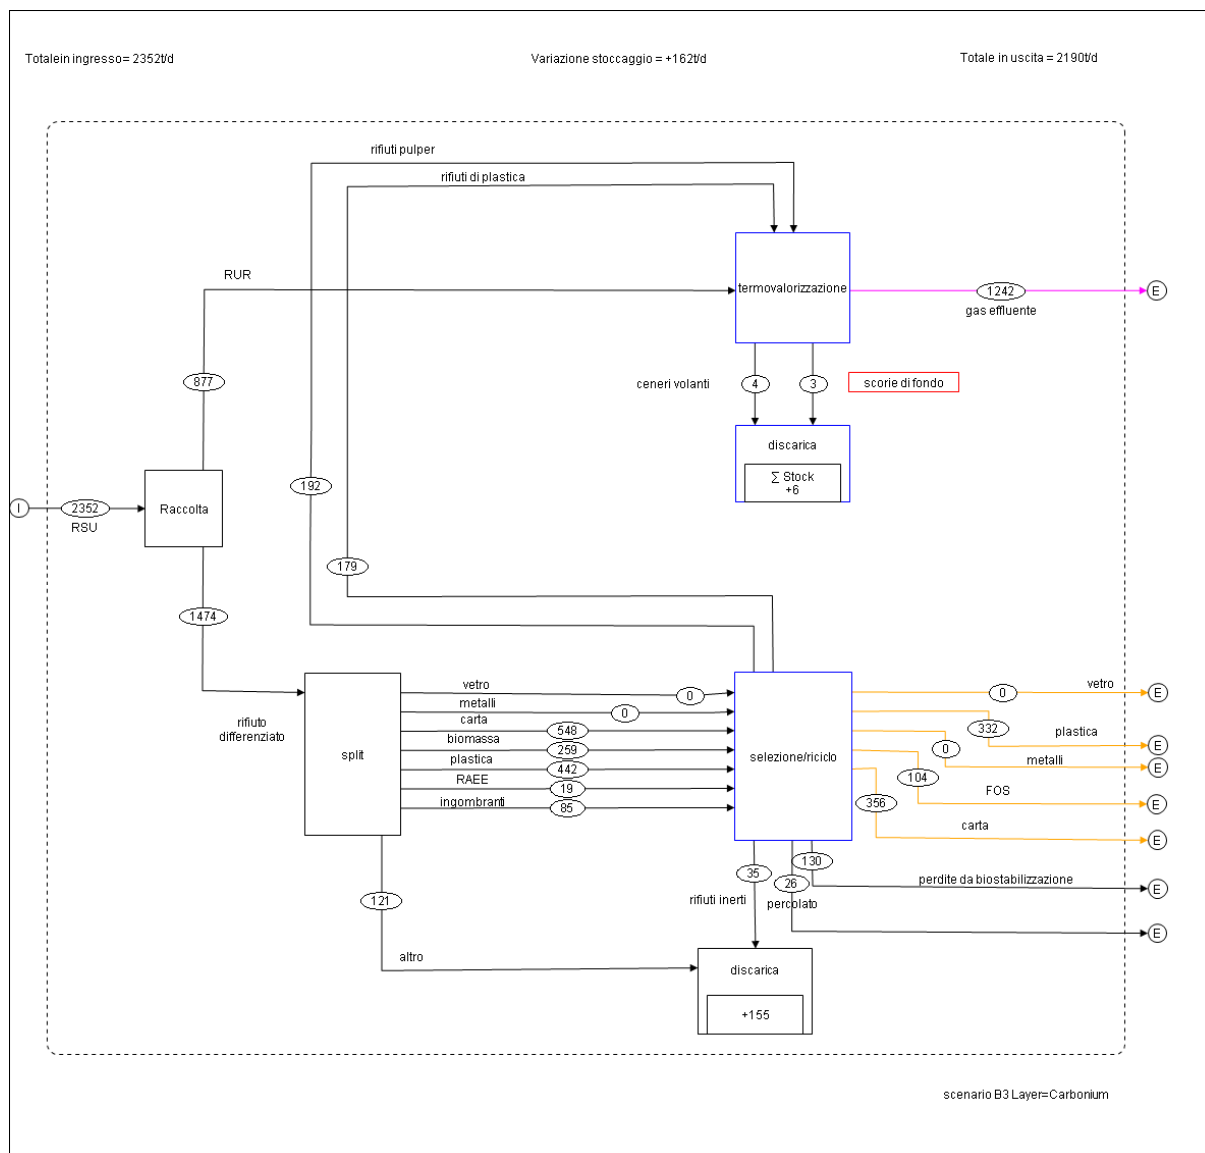 Totalein ingresso= 2352t/d
Variazione stoccaggio = +162t/d
Totale in uscita = 2190t/d
rifiuti pulper
rifiuti di plastica
RUR
termovalorizzazione
1242
E
gas effluente
877
ceneri volanti
4
3
scorie di fondo
discarica
∑ Stock
+6
192
I
2352
RSU
Raccolta
179
1474
rifiuto
differenziato
split
vetro
0
metalli
0
carta
548
biomassa
259
plastica
442
RAEE
19
ingombranti
85
selezione/riciclo
0
vetro
E
332
plastica
E
0
metalli
E
104
FOS
E
356
carta
E
130
perdite da biostabilizzazione
E
35
26
rifiuti inerti
percolato
E
121
altro
discarica
+155
scenario B3 Layer=Carbonium